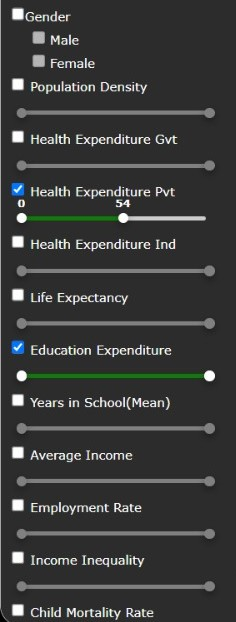 Gender
Male
Female
Population Density
Health Expenditure Gvt
Health Expenditure Pvt
0 54
Health Expenditure Ind
Life Expectancy
Education Expenditure
Years in School(Mean)
Average Income
Employment Rate
Income Inequality
Child Mortality Rate